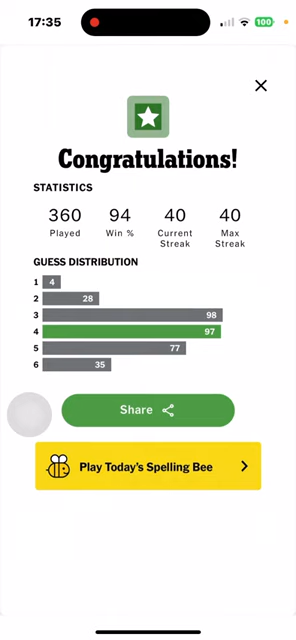 17:35
100
Congratulations!
STATISTICS
360 94 40 40
Played Win % Current Streak Max Streak
GUESS DISTRIBUTION
1 4
2 28
3 98
4 97
5 77
6 35
Share
Play Today's Spelling Bee